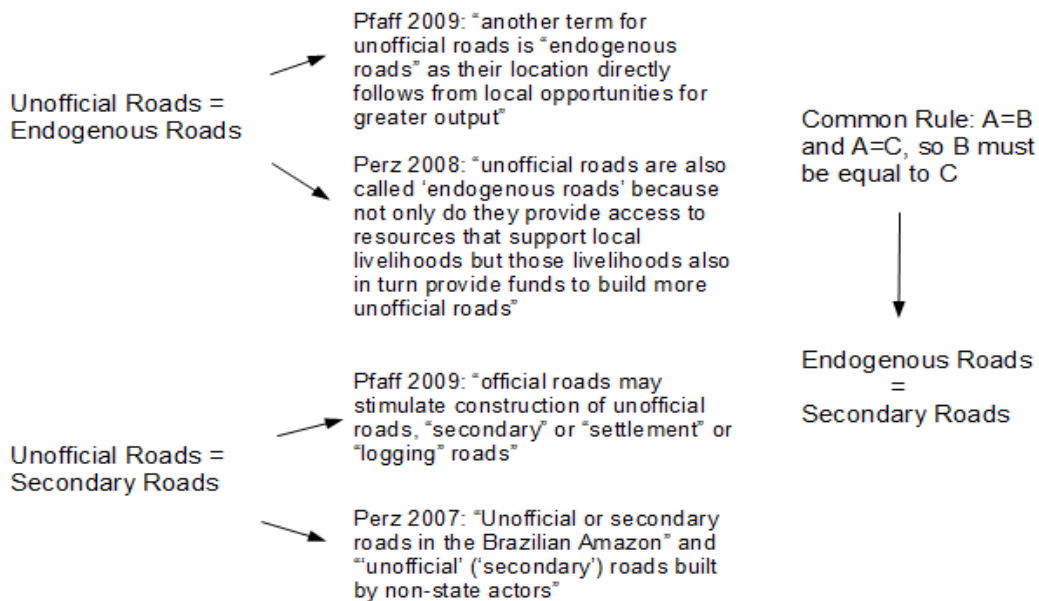 Unofficial Roads =
Endogenous Roads
Pfaff 2009: “another term for
unofficial roads is “endogenous
roads” as their location directly
follows from local opportunities for
greater output”
Perz 2008: “unofficial roads are also
called ‘endogenous roads’ because
not only do they provide access to
resources that support local
livelihoods but those livelihoods also
in turn provide funds to build more
unofficial roads”
Unofficial Roads =
Secondary Roads
Pfaff 2009: “official roads may
stimulate construction of unofficial
roads, “secondary” or “settlement” or
“logging” roads”
Perz 2007: “Unofficial or secondary
roads in the Brazilian Amazon” and
“‘unofficial’ (‘secondary’) roads built
by non-state actors”
Common Rule: A=B
and A=C, so B must
be equal to C
Endogenous Roads
=
Secondary Roads